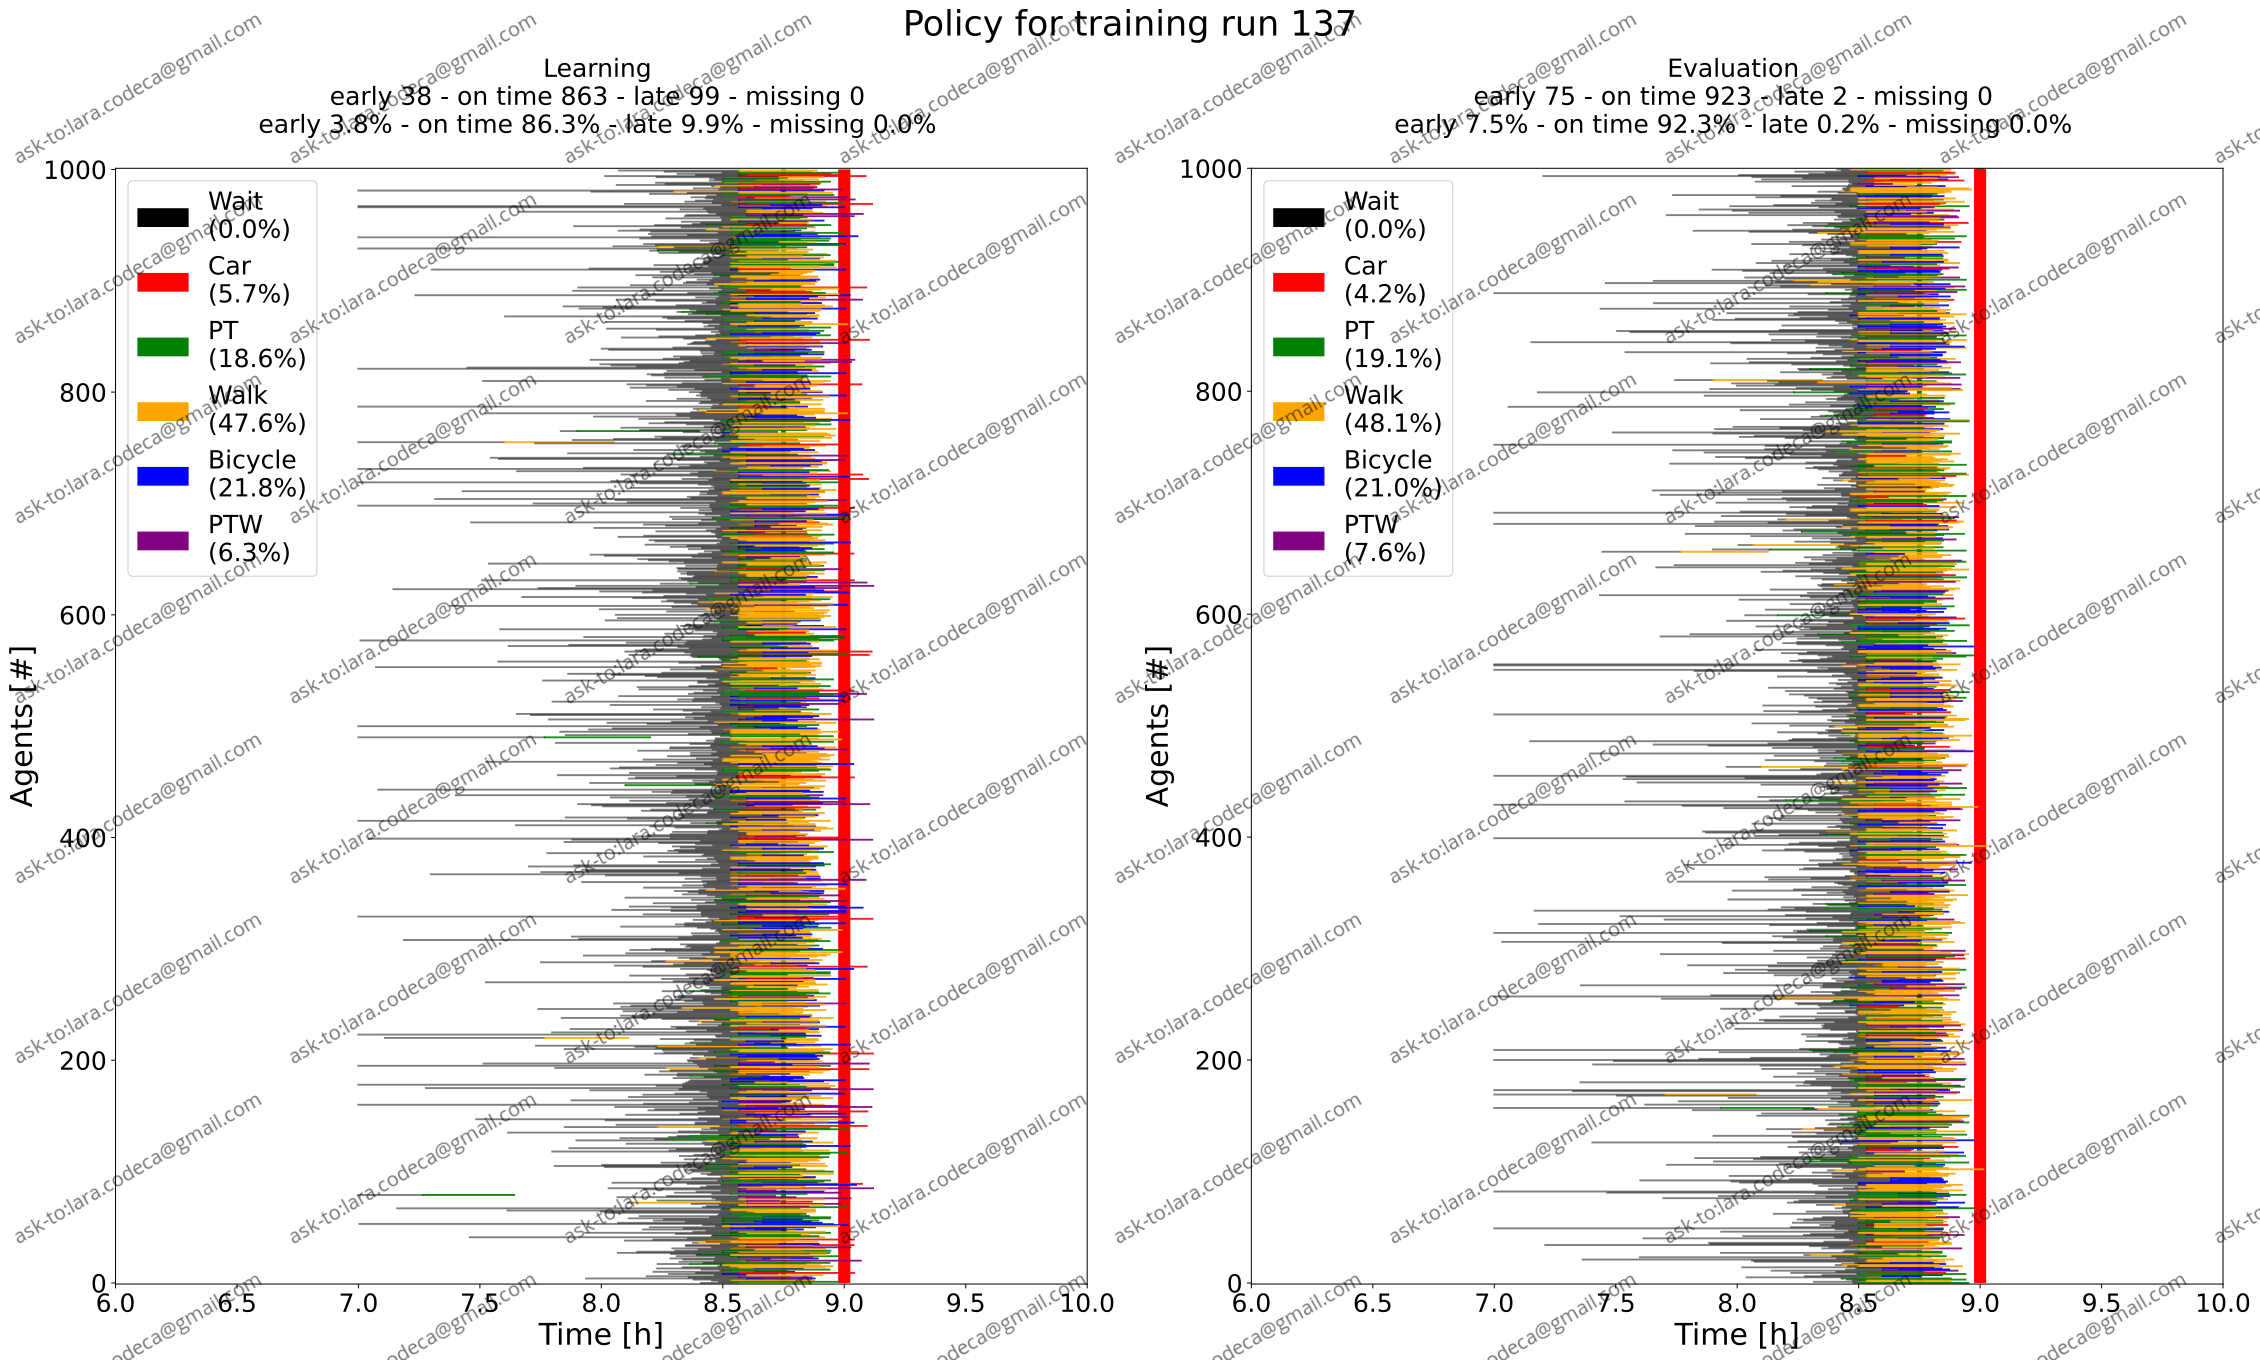 Policy for training run 137
Learning
early 38 - on time 863 - late 99 - missing 0
early 3.8% - on time 86.3% - late 9.9% - missing 0.0%
1000
800
600
400
200
0
Agents [#]
Wait
(0.0%)
Car
(5.7%)
PT
(18.6%)
Walk
(47.6%)
Bicycle
(21.8%)
PTW
(6.3%)
6.0 6.5 7.0 7.5 8.0 8.5 9.0 9.5 10.0
Time [h]
Evaluation
early 75 - on time 923 - late 2 - missing 0
early 7.5% - on time 92.3% - late 0.2% - missing 0.0%
1000
800
600
400
200
0
Agents [#]
Wait
(0.0%)
Car
(4.2%)
PT
(19.1%)
Walk
(48.1%)
Bicycle
(21.0%)
PTW
(7.6%)
6.0 6.5 7.0 7.5 8.0 8.5 9.0 9.5 10.0
Time [h]
ask-to:lara.codeca@gmail.com